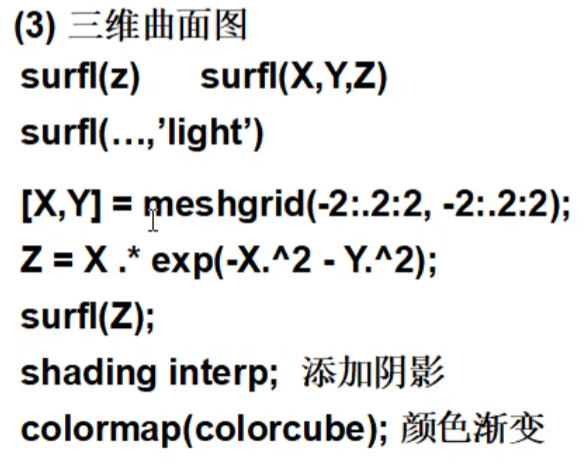 (3) 三维曲面图
surfl(z) surfl(X,Y,Z)
surfl(…,’light’)
[X,Y] = meshgrid(-2:.2:2, -2:.2:2);
Z = X .* exp(-X.^2 - Y.^2);
surfl(Z);
shading interp; 添加阴影
colormap(colorcube); 颜色渐变